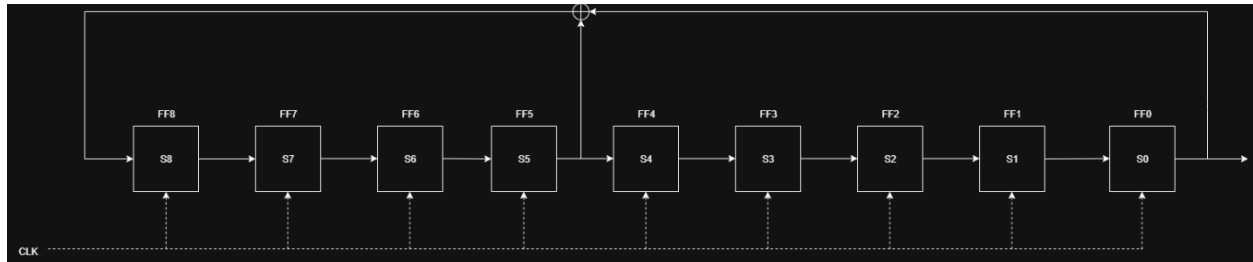 FF8 FF7 FF6 FF5 FF4 FF3 FF2 FF1 FF0
S8 S7 S6 S5 S4 S3 S2 S1 S0
CLK